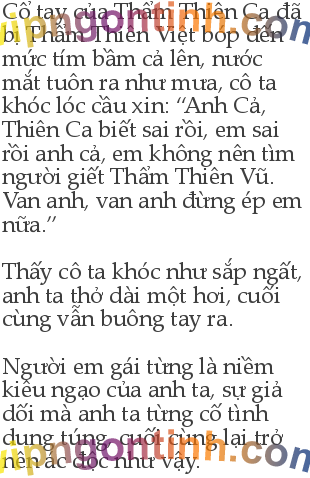 Cổ tay của Thẩm Thiên Ca đã
bị Thẩm Thiên Việt bóp đến
mức tím bầm cả lên, nước
mắt tuôn ra như mưa, cô ta
khóc lóc cầu xin: “Anh Cả,
Thiên Ca biết sai rồi, em sai
rồi anh cả, em không nên tìm
người giết Thẩm Thiên Vũ.
Van anh, van anh đừng ép em
nữa.”
Thấy cô ta khóc như sắp ngất,
anh ta thở dài một hơi, cuối
cùng vẫn buông tay ra.
Người em gái từng là niềm
kiêu ngạo của anh ta, sự giả
dối mà anh ta từng cố tình
dung túng, cuối cùng lại trở
nên ác độc như vậy.
vipngontinh.com
vipngontinh.com